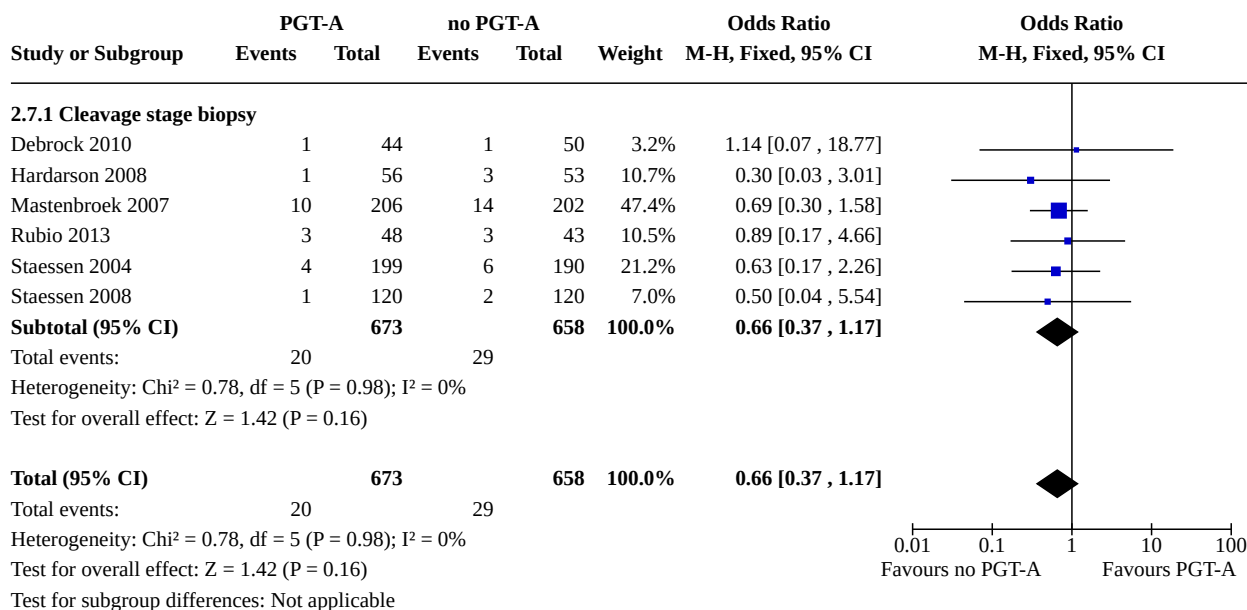 PGT-A no PGT-A Odds Ratio Odds Ratio
Study or Subgroup Events Total Events Total Weight M-H, Fixed, 95% CI M-H, Fixed, 95% CI
2.7.1 Cleavage stage biopsy
Debrock 2010 1 44 1 50 3.2% 1.14 [0.07 , 18.77]
Hardarson 2008 1 56 3 53 10.7% 0.30 [0.03 , 3.01]
Mastenbroek 2007 10 206 14 202 47.4% 0.69 [0.30 , 1.58]
Rubio 2013 3 48 3 43 10.5% 0.89 [0.17 , 4.66]
Staessen 2004 4 199 6 190 21.2% 0.63 [0.17 , 2.26]
Staessen 2008 1 120 2 120 7.0% 0.50 [0.04 , 5.54]
Subtotal (95% CI) 673 658 100.0% 0.66 [0.37 , 1.17]
Total events: 20 29
Heterogeneity: Chi² = 0.78, df = 5 (P = 0.98); I² = 0%
Test for overall effect: Z = 1.42 (P = 0.16)
Total (95% CI) 673 658 100.0% 0.66 [0.37 , 1.17]
Total events: 20 29
Heterogeneity: Chi² = 0.78, df = 5 (P = 0.98); I² = 0%
Test for overall effect: Z = 1.42 (P = 0.16)
Test for subgroup differences: Not applicable
0.01 0.1 1 10 100
Favours no PGT-A Favours PGT-A